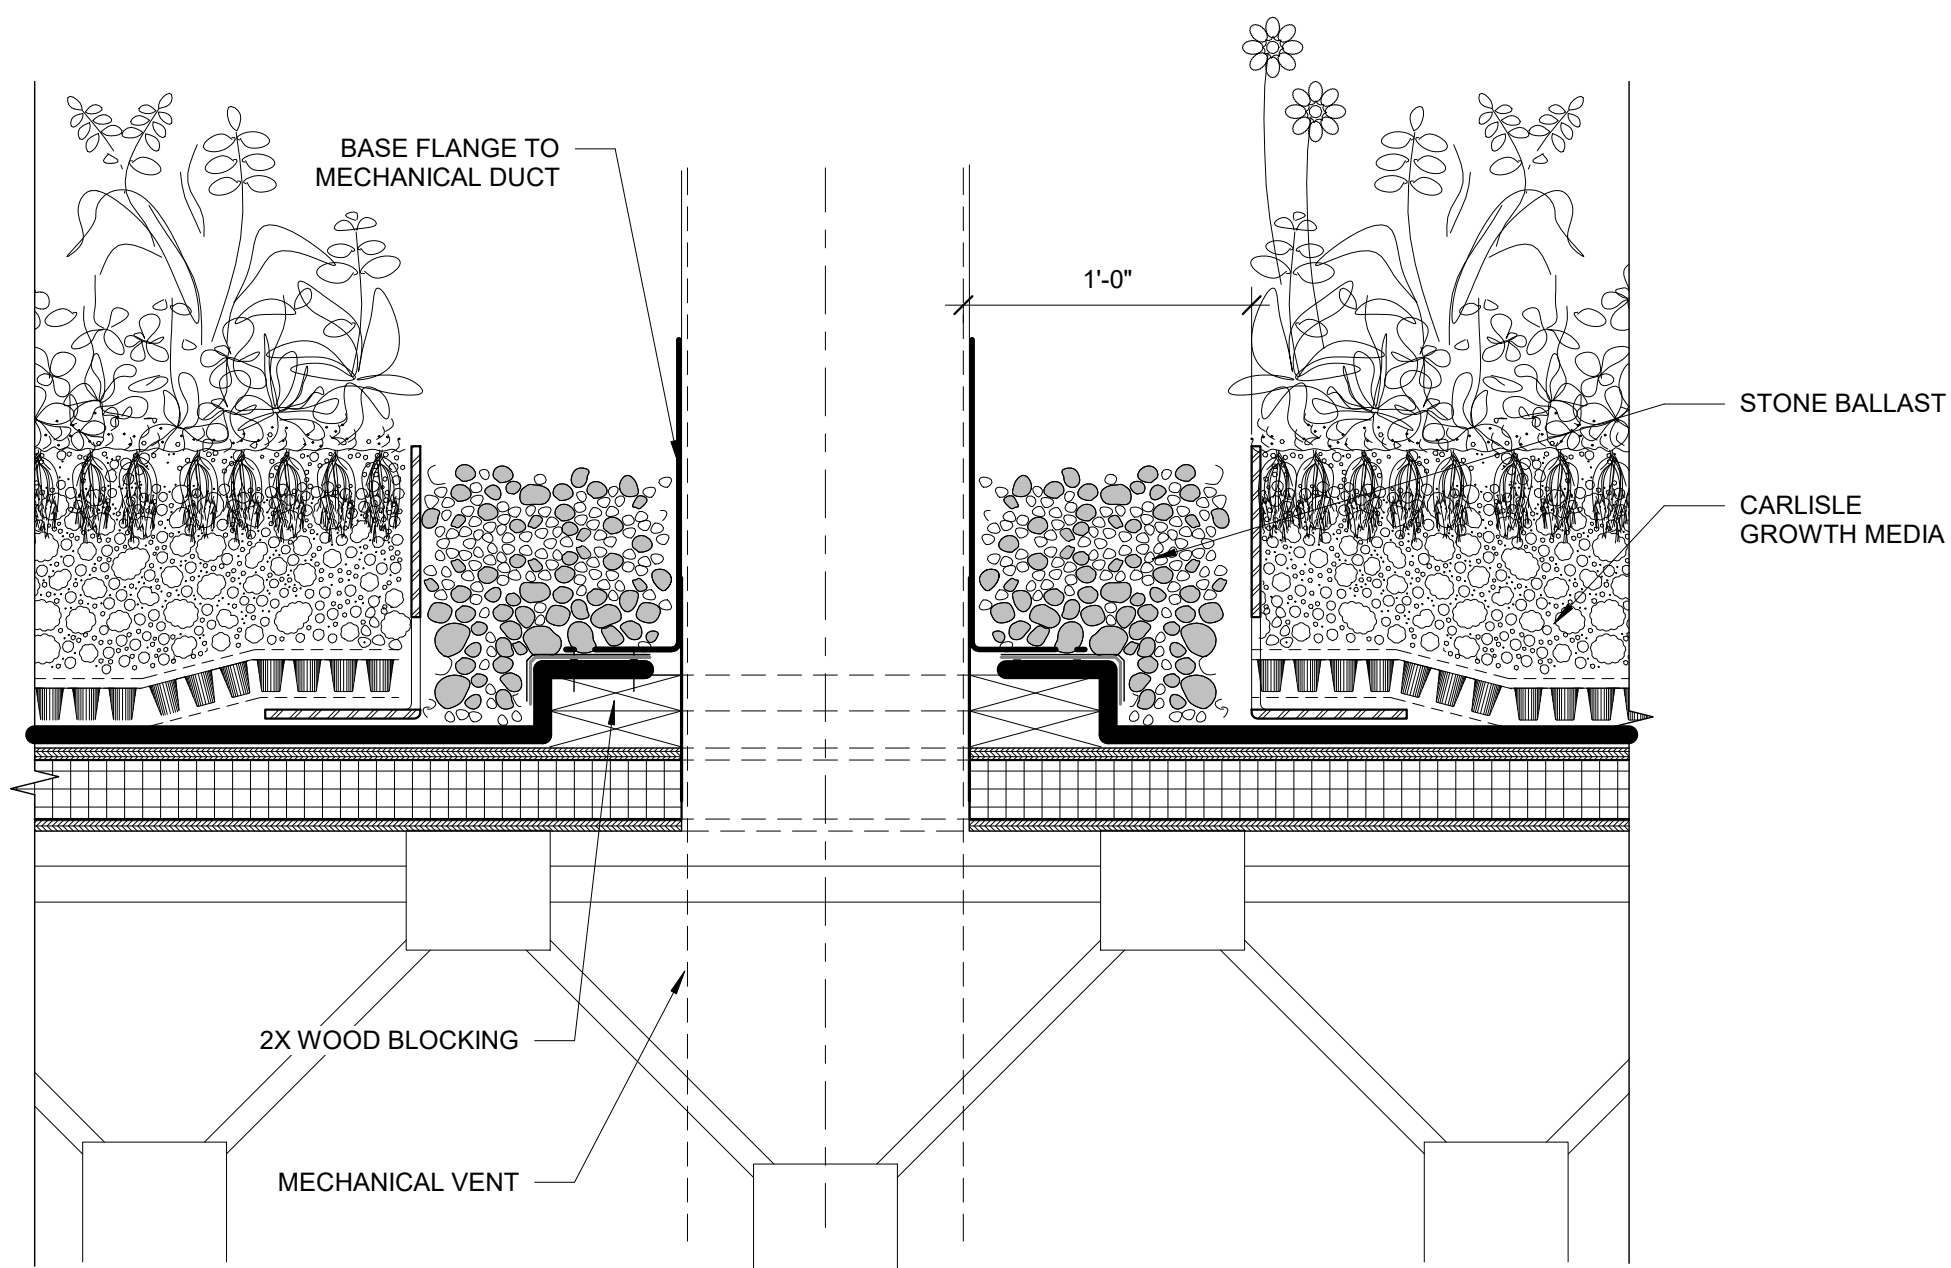 BASE FLANGE TO
MECHANICAL DUCT
1'-0"
STONE BALLAST
CARLISLE
GROWTH MEDIA
2X WOOD BLOCKING
MECHANICAL VENT